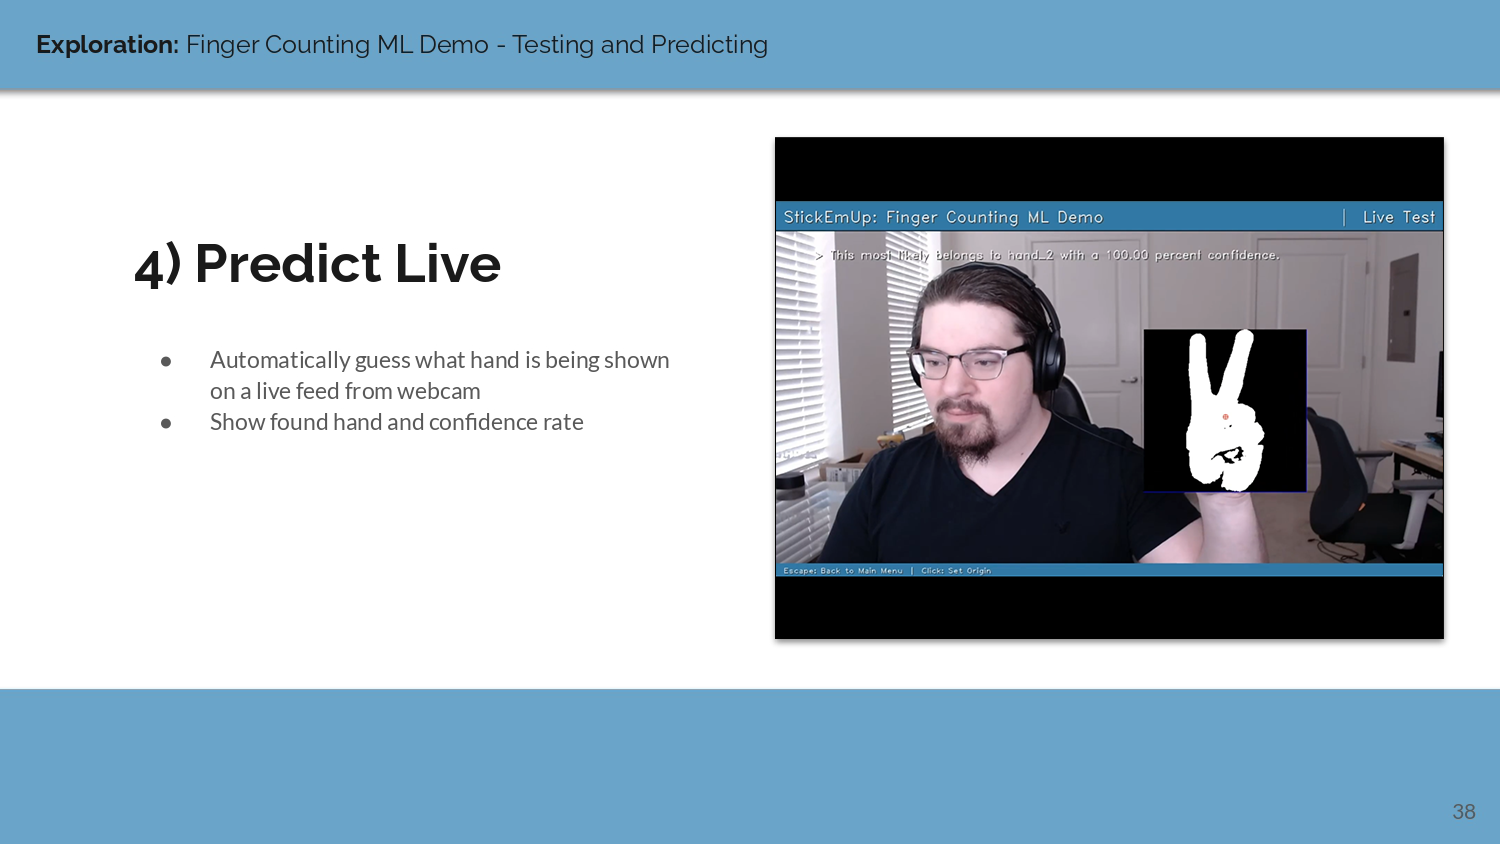 Exploration: Finger Counting ML Demo - Testing and Predicting
4) Predict Live
● Automatically guess what hand is being shown
on a live feed from webcam
● Show found hand and confidence rate
StickEmUp: Finger Counting ML Demo | Live Test
> This most likely belongs to hand_2 with a 100.00 percent confidence.
Escape: Back to Main Menu | Click: Set Origin
38